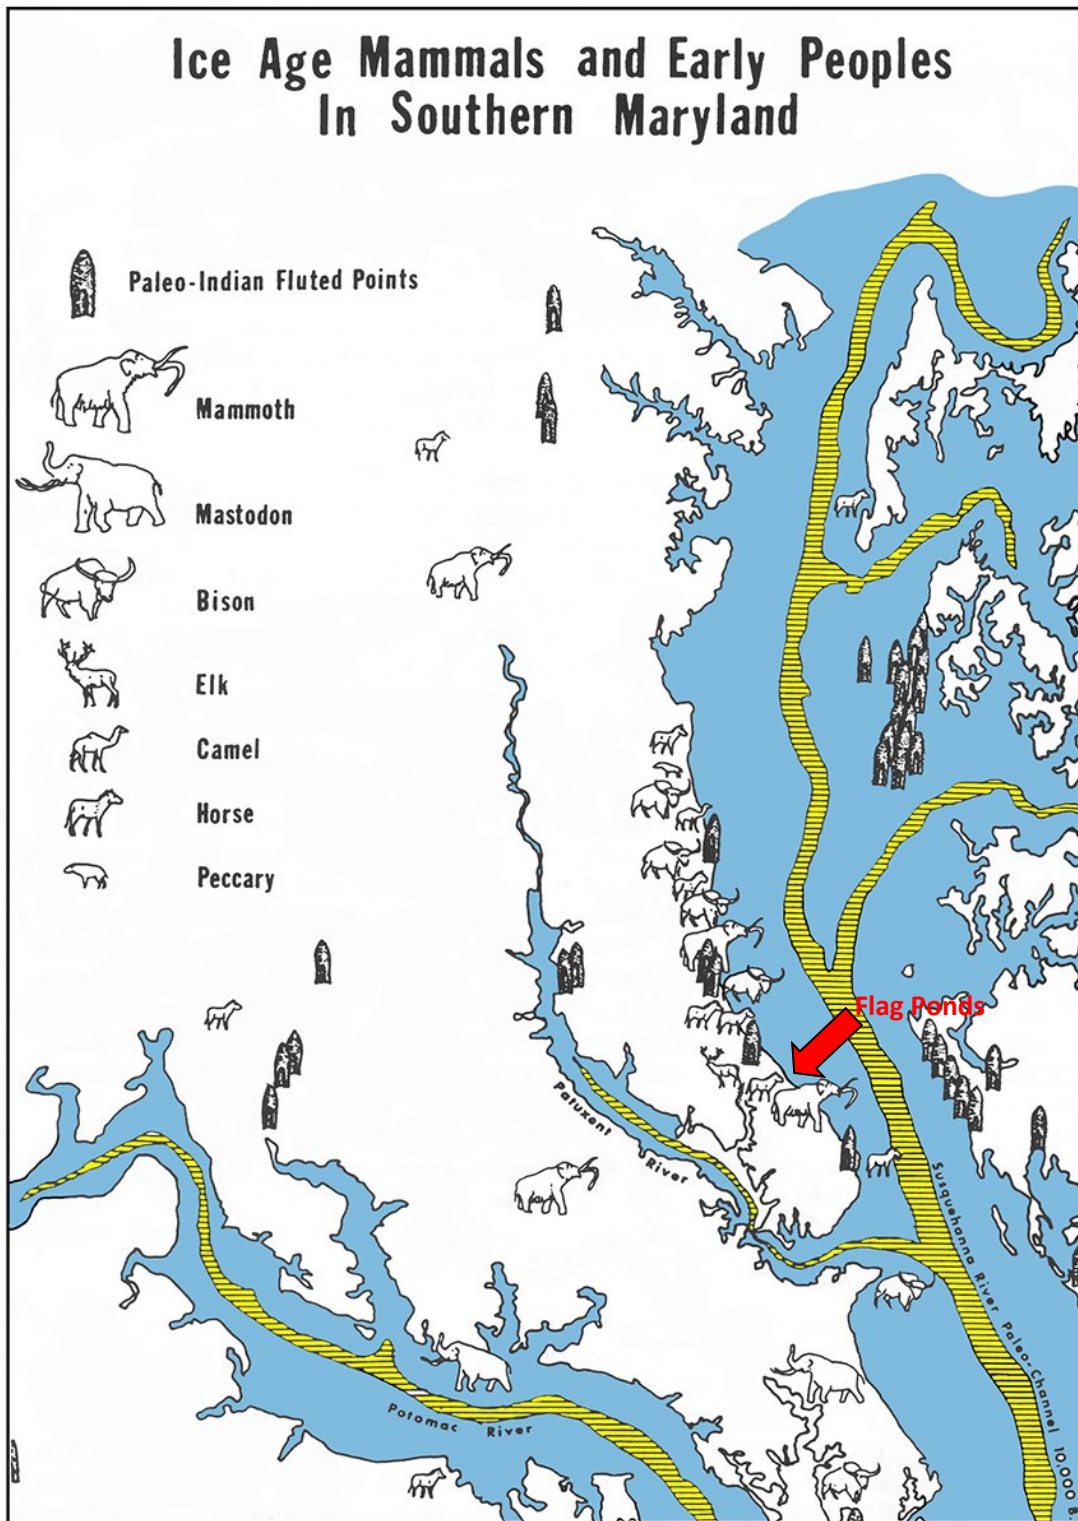 Ice Age Mammals and Early Peoples
In Southern Maryland
Paleo-Indian Fluted Points
Mammoth
Mastodon
Bison
Elk
Camel
Horse
Peccary
Flag Ponds
Patuxent River
Susquehanna River Paleo-Channel 10,000 B.
Potomac River